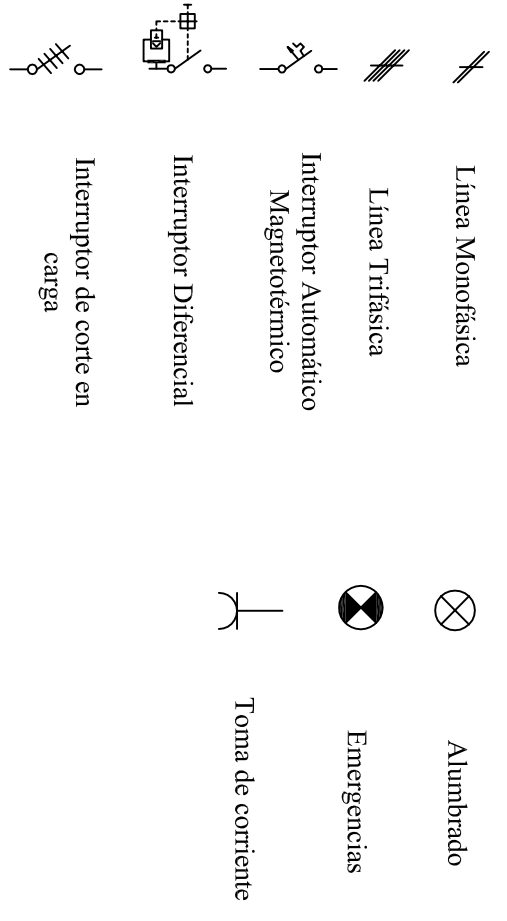 Línea Monofásica
Línea Trifásica
Interruptor Automático
Magnetotérmico
Interruptor Diferencial
Interruptor de corte en
carga
Alumbrado
Emergencias
Toma de corriente